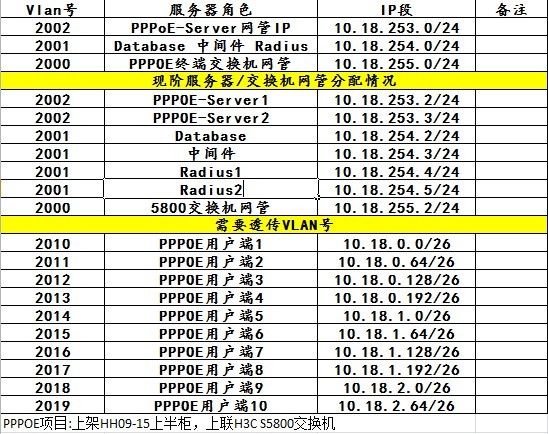 Vlan号 服务器角色 IP段 备注
2002 PPPoE-Server网管IP 10.18.253.0/24
2001 Database 中间件 Radius 10.18.254.0/24
2000 PPPOE终端交换机网管 10.18.255.0/24
现阶服务器/交换机网管分配情况
2002 PPPOE-Server1 10.18.253.2/24
2002 PPPOE-Server2 10.18.253.3/24
2001 Database 10.18.254.2/24
2001 中间件 10.18.254.3/24
2001 Radius1 10.18.254.4/24
2001 Radius2 10.18.254.5/24
2000 5800交换机网管 10.18.255.2/24
需要透传VLAN号
2010 PPPOE用户端1 10.18.0.0/26
2011 PPPOE用户端2 10.18.0.64/26
2012 PPPOE用户端3 10.18.0.128/26
2013 PPPOE用户端4 10.18.0.192/26
2014 PPPOE用户端5 10.18.1.0/26
2015 PPPOE用户端6 10.18.1.64/26
2016 PPPOE用户端7 10.18.1.128/26
2017 PPPOE用户端8 10.18.1.192/26
2018 PPPOE用户端9 10.18.2.0/26
2019 PPPOE用户端10 10.18.2.64/26
PPPOE项目:上架HH09-15上半柜，上联H3C S5800交换机